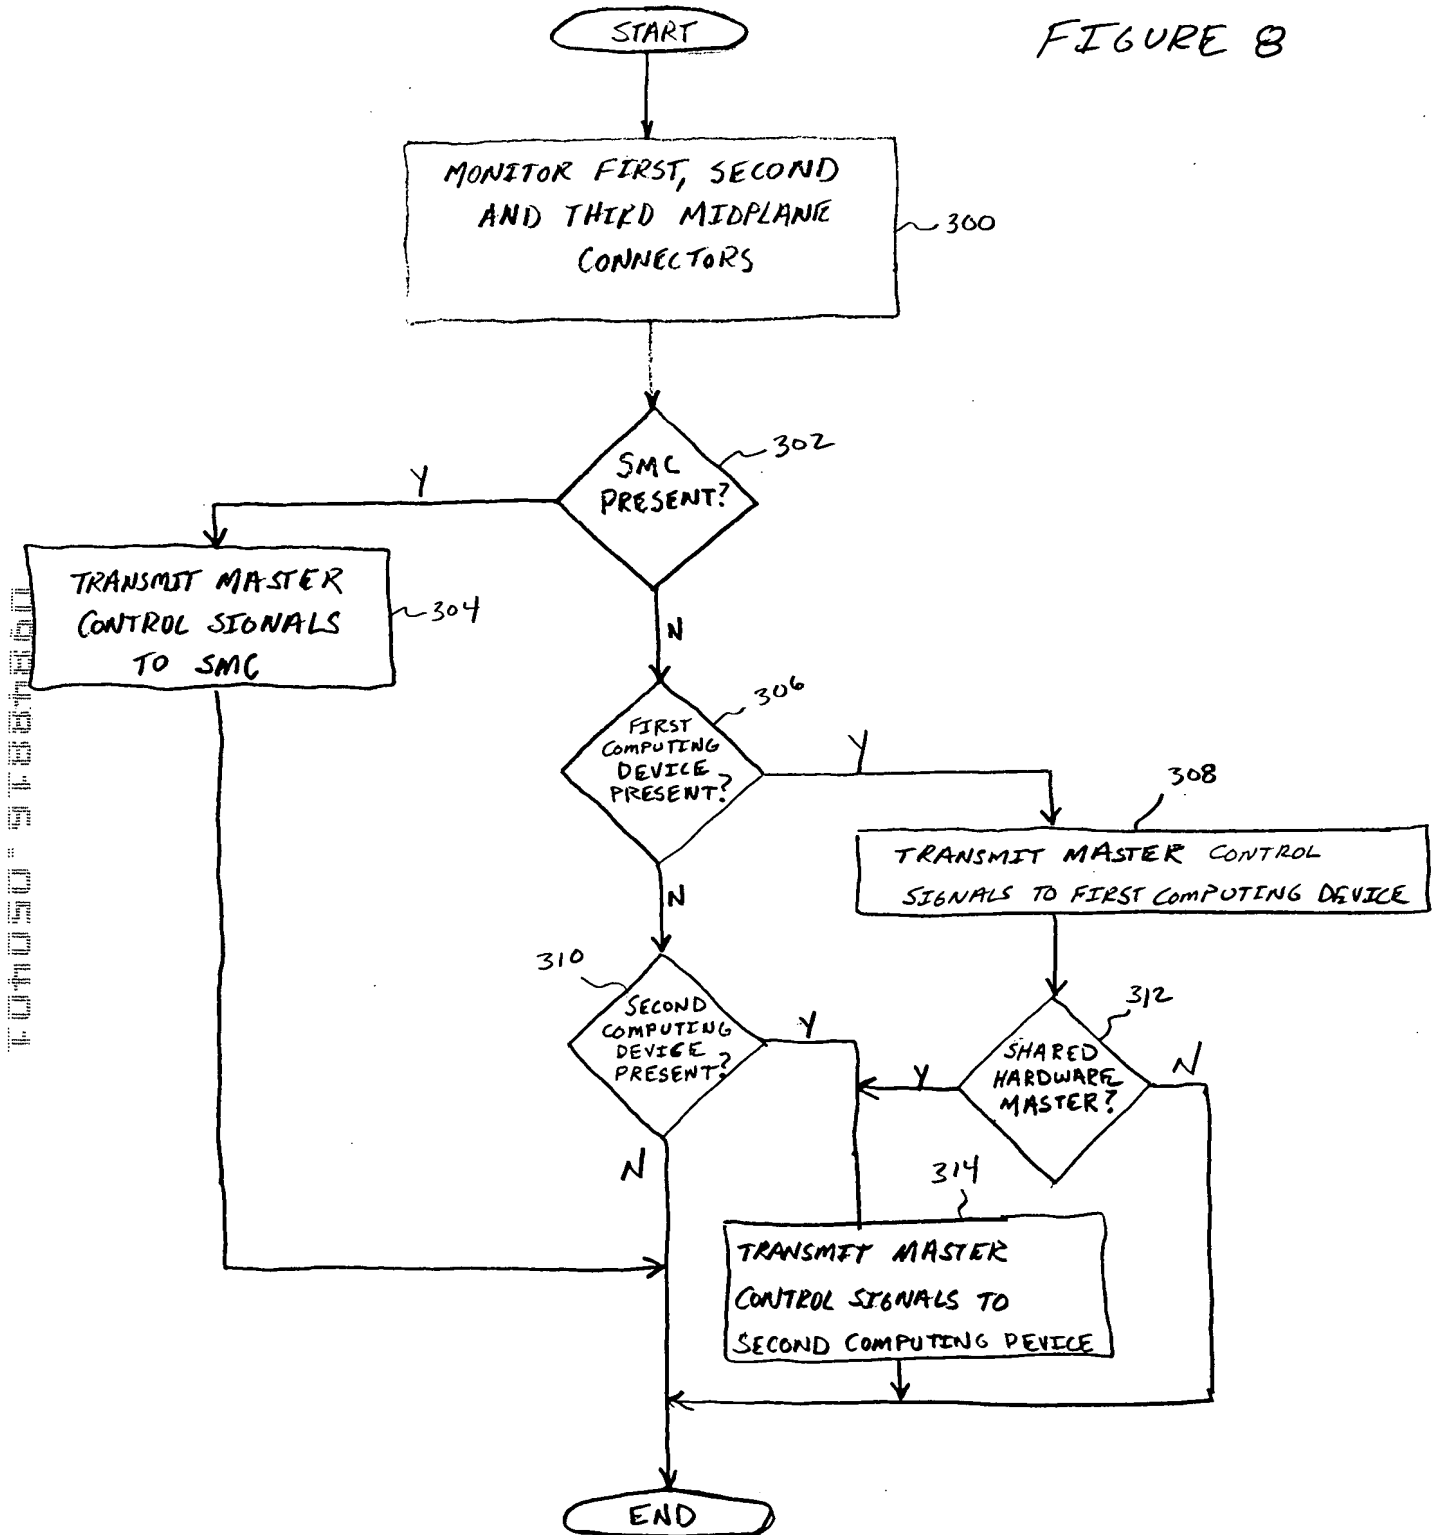 START
FIGURE 8
MONITOR FIRST, SECOND
AND THIRD MIDPLANE
CONNECTORS
300
302
SMC
PRESENT?
Y
TRANSMIT MASTER
CONTROL SIGNALS
TO SMC
304
N
306
FIRST
COMPUTING
DEVICE
PRESENT?
Y
308
TRANSMIT MASTER CONTROL
SIGNALS TO FIRST COMPUTING DEVICE
N
310
SECOND
COMPUTING
DEVICE
PRESENT?
Y
312
SHARED
HARDWARE
MASTER?
Y
N
N
314
TRANSMIT MASTER
CONTROL SIGNALS TO
SECOND COMPUTING DEVICE
END